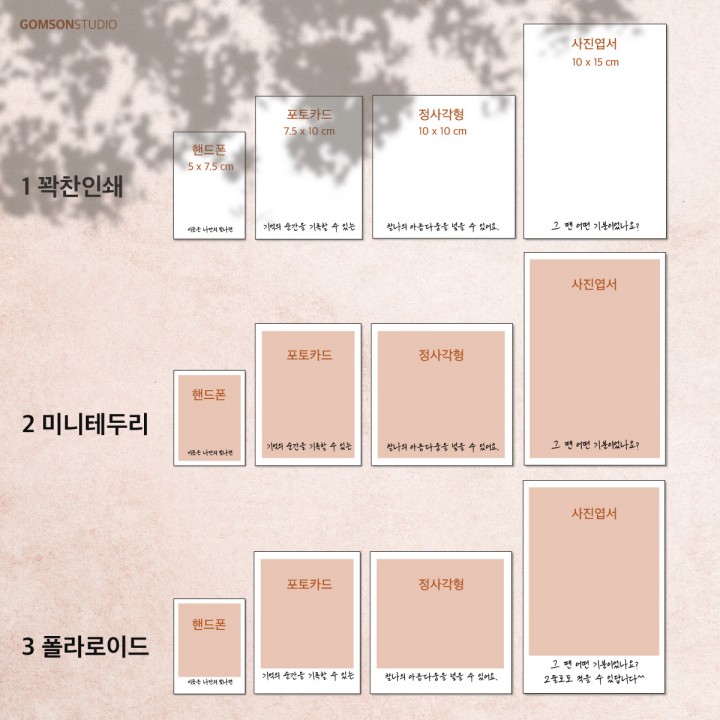 GOMSONSTUDIO
1 꽉찬인쇄
핸드폰
5 x 7.5 cm
포토카드
7.5 x 10 cm
기억의 순간을 기록할 수 있는
정사각형
10 x 10 cm
찰나의 아름다움을 넣을 수 있어요.
사진엽서
10 x 15 cm
그 땐 어떤 기분이었나요?
2 미니테두리
핸드폰
포토카드
기억의 순간을 기록할 수 있는
정사각형
찰나의 아름다움을 넣을 수 있어요.
사진엽서
그 땐 어떤 기분이었나요?
3 폴라로이드
핸드폰
포토카드
기억의 순간을 기록할 수 있는
정사각형
찰나의 아름다움을 넣을 수 있어요.
사진엽서
그 땐 어떤 기분이었나요?
2줄로도 적을 수 있답니다^^